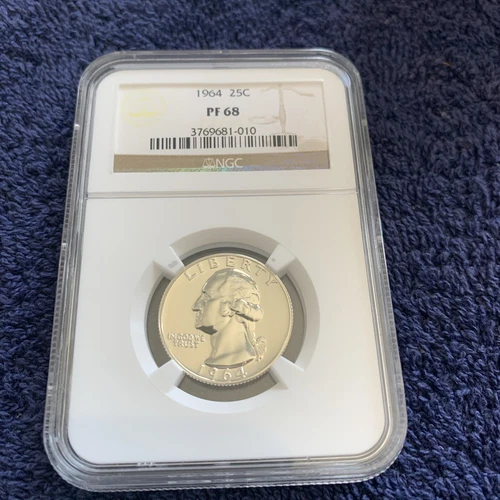 1964 25C
PF 68
3769681-010
NGC
LIBERTY
IN GOD WE
TRUST
1964